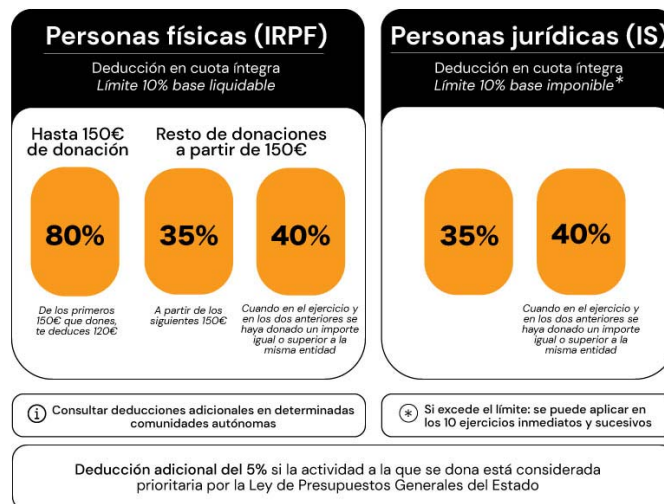 Personas físicas (IRPF)
Deducción en cuota íntegra
Límite 10% base liquidable
Hasta 150€
de donación
Resto de donaciones
a partir de 150€
80%
35%
40%
De los primeros
150€ que dones,
te deduces 120€
A partir de los
siguientes 150€
Cuando en el ejercicio y
en los dos anteriores se
haya donado un importe
igual o superior a la
misma entidad
i Consultar deducciones adicionales en determinadas
comunidades autónomas
Personas jurídicas (IS)
Deducción en cuota íntegra
Límite 10% base imponible*
35%
40%
Cuando en el ejercicio y
en los dos anteriores se
haya donado un importe
igual o superior a la
misma entidad
* Si excede el límite: se puede aplicar en
los 10 ejercicios inmediatos y sucesivos
Deducción adicional del 5% si la actividad a la que se dona está considerada
prioritaria por la Ley de Presupuestos Generales del Estado